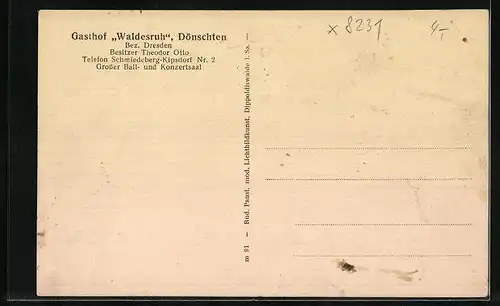 Gasthof „Waldesruh", Dönschten
Bez. Dresden
Besitzer Theodor Otto
Telefon Schmiedeberg-Kipsdorf Nr. 2
Großer Ball- und Konzertsaal
m 91 – Rud. Panst, mod. Lichtbildkunst, Dippoldiswalde i. Sa. –
x 8231
4,-